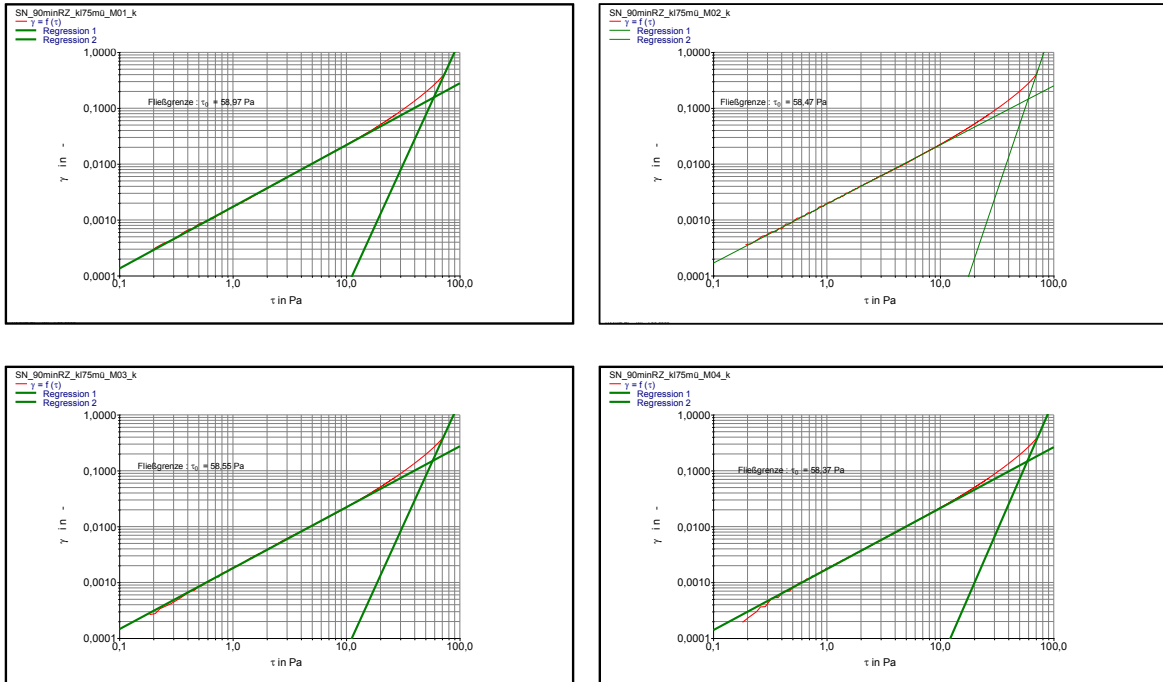 SN_90minRZ_kl75mü_M01_k
γ = f (τ)
Regression 1
Regression 2
1,0000
0,1000
0,0100
0,0010
0,0001
γ in -
Fließgrenze : τ0 = 58,97 Pa
0,1
1,0
10,0
100,0
τ in Pa
SN_90minRZ_kl75mü_M02_k
γ = f (τ)
Regression 1
Regression 2
1,0000
0,1000
0,0100
0,0010
0,0001
γ in -
Fließgrenze : τ0 = 58,47 Pa
0,1
1,0
10,0
100,0
τ in Pa
SN_90minRZ_kl75mü_M03_k
γ = f (τ)
Regression 1
Regression 2
1,0000
0,1000
0,0100
0,0010
0,0001
γ in -
Fließgrenze : τ0 = 58,55 Pa
0,1
1,0
10,0
100,0
τ in Pa
SN_90minRZ_kl75mü_M04_k
γ = f (τ)
Regression 1
Regression 2
1,0000
0,1000
0,0100
0,0010
0,0001
γ in -
Fließgrenze : τ0 = 58,37 Pa
0,1
1,0
10,0
100,0
τ in Pa